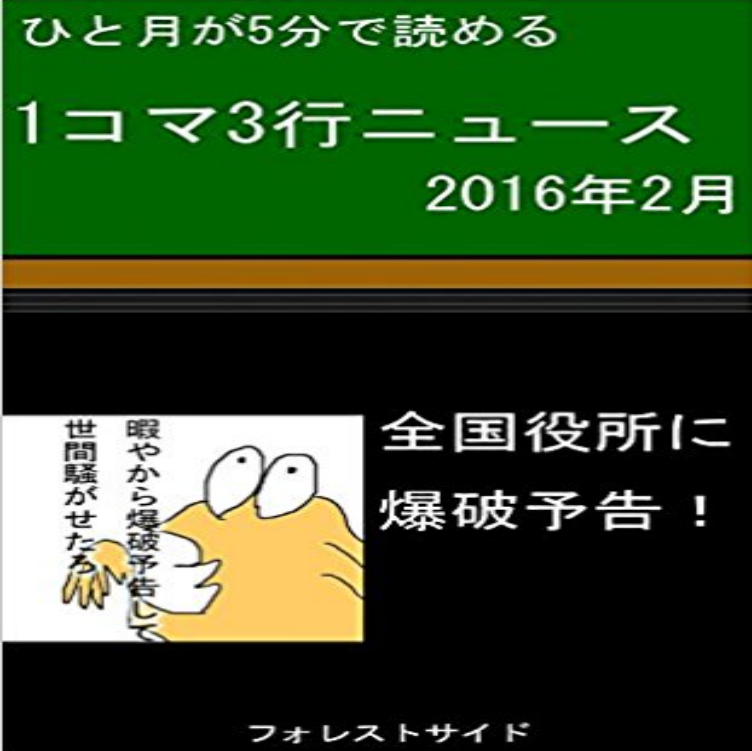 ひと月が5分で読める
1コマ3行ニュース
2016年2月
全国役所に
爆破予告！
暇やから爆破予告して
世間騒がせたろ
フォレストサイド